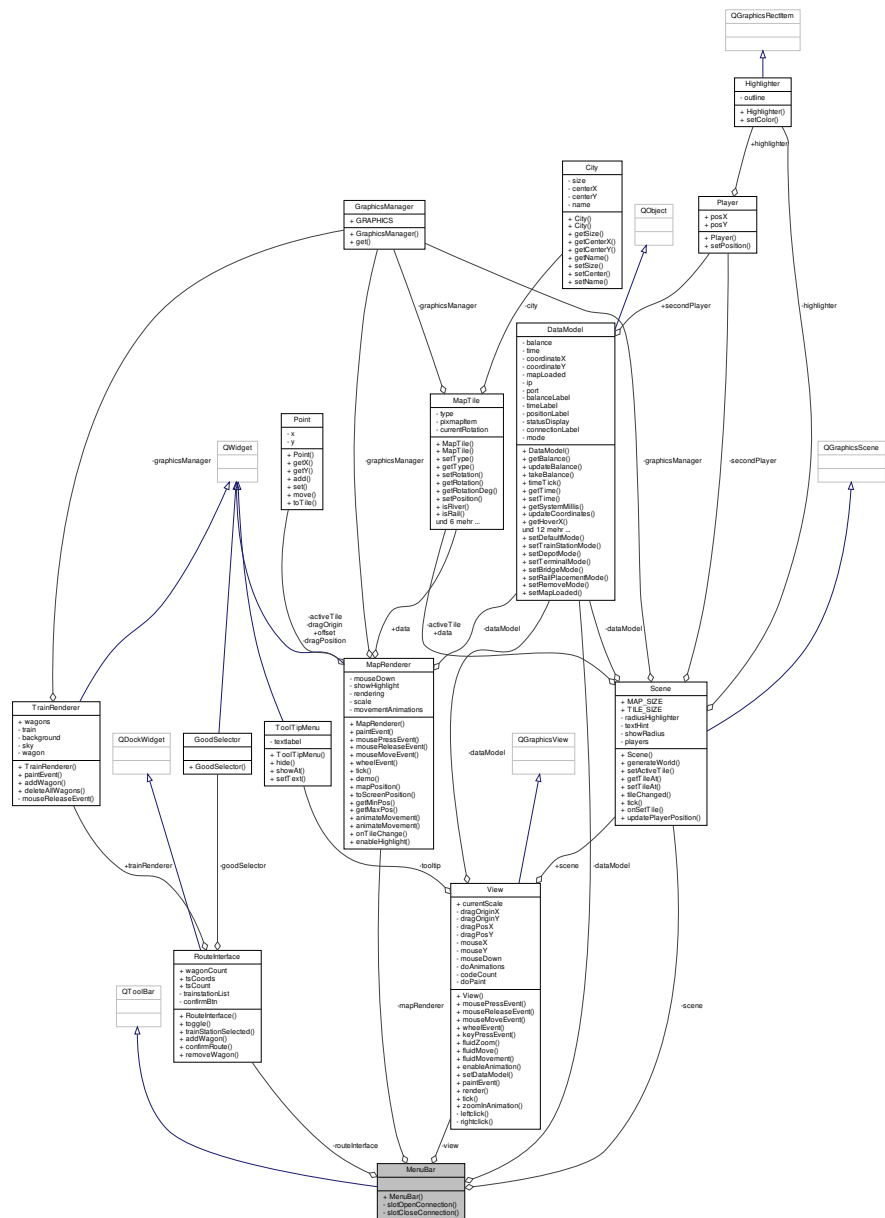 QGraphicsRectItem
Highlighter
- outline
+ Highlighter()
+ setColor()
+highlighter
City
- size
- centerX
- centerY
- name
+ City()
+ City()
+ getSize()
+ getCenterX()
+ getCenterY()
+ getName()
+ setSize()
+ setCenter()
+ setName()
GraphicsManager
+ GRAPHICS
+ GraphicsManager()
+ get()
QObject
Player
+ posX
+ posY
+ Player()
+ setPosition()
-graphicsManager
-city
+secondPlayer
-highlighter
DataModel
- balance
- time
- coordinateX
- coordinateY
- mapLoaded
- ip
- port
- balanceLabel
- timeLabel
- positionLabel
- statusDisplay
- connectionLabel
- mode
+ DataModel()
+ getBalance()
+ updateBalance()
+ takeBalance()
+ timeTick()
+ getTime()
+ setTime()
+ getSystemMillis()
+ updateCoordinates()
+ getHoverX()
und 12 mehr ...
+ setDefaultMode()
+ setTrainStationMode()
+ setDepotMode()
+ setTerminalMode()
+ setBridgeMode()
+ setRailPlacementMode()
+ setRemoveMode()
+ setMapLoaded()
MapTile
- type
- pixmapItem
- currentRotation
+ MapTile()
+ MapTile()
+ setType()
+ getType()
+ setRotation()
+ getRotation()
+ getRotationDeg()
+ setPosition()
+ isRiver()
+ isRail()
und 6 mehr ...
Point
- x
- y
+ Point()
+ getX()
+ getY()
+ add()
+ set()
+ move()
+ toTile()
QWidget
QGraphicsScene
-graphicsManager
-graphicsManager
-graphicsManager
-secondPlayer
-activeTile
-dragOrigin
+offset
-dragPosition
+data
-activeTile
+data
-dataModel
-dataModel
MapRenderer
- mouseDown
- showHighlight
- rendering
- scale
- movementAnimations
+ MapRenderer()
+ paintEvent()
+ mousePressEvent()
+ mouseReleaseEvent()
+ mouseMoveEvent()
+ wheelEvent()
+ tick()
+ demo()
+ mapPosition()
+ toScreenPosition()
+ getMinPos()
+ getMaxPos()
+ animateMovement()
+ animateMovement()
+ onTileChange()
+ enableHighlight()
Scene
+ MAP_SIZE
+ TILE_SIZE
- radiusHighlighter
- textHint
- showRadius
- players
+ Scene()
+ generateWorld()
+ setActiveTile()
+ getTileAt()
+ setTileAt()
+ tileChanged()
+ tick()
+ onSetTile()
+ updatePlayerPosition()
TrainRenderer
+ wagons
- train
- background
- sky
- wagon
+ TrainRenderer()
+ paintEvent()
+ addWagon()
+ deleteAllWagons()
- mouseReleaseEvent()
QDockWidget
GoodSelector
+ GoodSelector()
ToolTipMenu
- textlabel
+ ToolTipMenu()
+ hide()
+ showAt()
+ setText()
QGraphicsView
-dataModel
+trainRenderer
-goodSelector
-tooltip
+scene
-dataModel
View
+ currentScale
- dragOriginX
- dragOriginY
- dragPosX
- dragPosY
- mouseX
- mouseY
- mouseDown
- doAnimations
- codeCount
- doPaint
+ View()
+ mousePressEvent()
+ mouseReleaseEvent()
+ mouseMoveEvent()
+ wheelEvent()
+ keyPressEvent()
+ fluidZoom()
+ fluidMove()
+ fluidMovement()
+ enableAnimation()
+ setDataModel()
+ paintEvent()
+ render()
+ tick()
+ zoomInAnimation()
- leftclick()
- rightclick()
RouteInterface
+ wagonCount
+ tsCoords
+ tsCount
- trainstationList
- confirmBtn
+ RouteInterface()
+ toggle()
+ trainStationSelected()
+ addWagon()
+ confirmRoute()
+ removeWagon()
QToolBar
-mapRenderer
-scene
-routeInterface
-view
MenuBar
+ MenuBar()
- slotOpenConnection()
- slotCloseConnection()